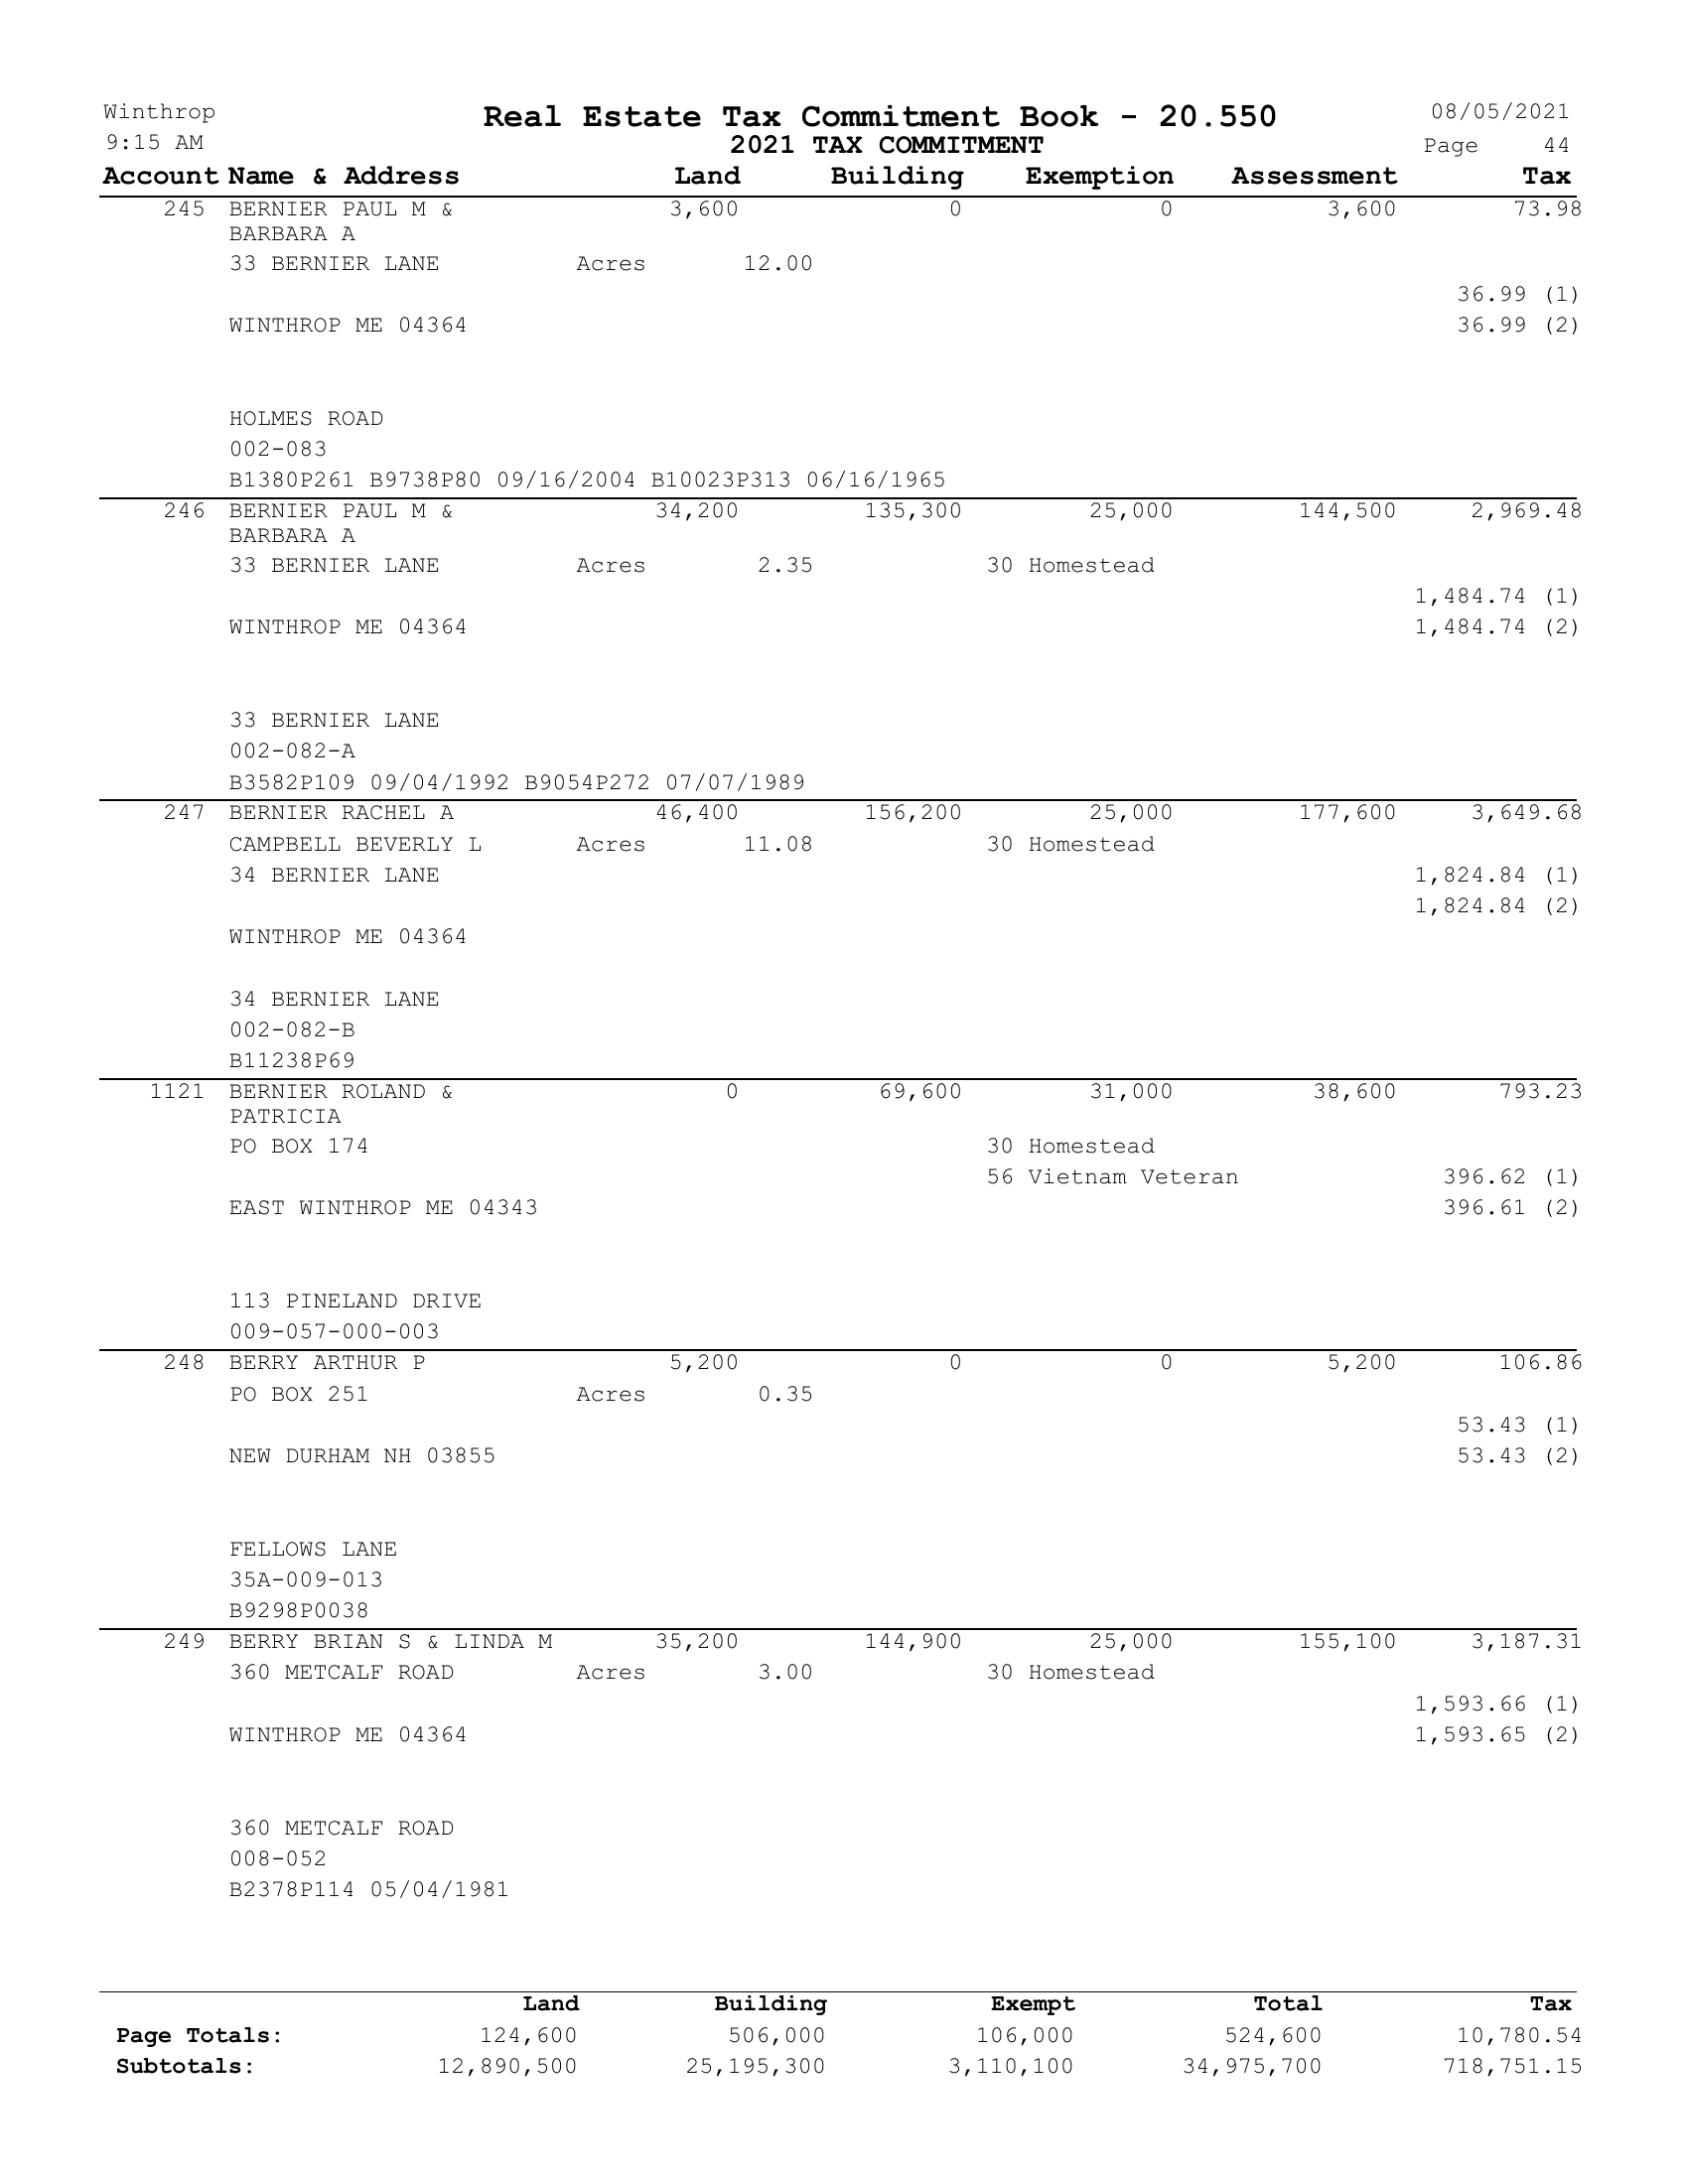 Winthrop Real Estate Tax Commitment Book - 20.550 08/05/2021
9:15 AM 2021 TAX COMMITMENT Page 44
Account Name & Address Land Building Exemption Assessment Tax
245 BERNIER PAUL M & 3,600 0 0 3,600 73.98
BARBARA A
33 BERNIER LANE Acres 12.00
36.99 (1)
WINTHROP ME 04364 36.99 (2)
HOLMES ROAD
002-083
B1380P261 B9738P80 09/16/2004 B10023P313 06/16/1965
246 BERNIER PAUL M & 34,200 135,300 25,000 144,500 2,969.48
BARBARA A
33 BERNIER LANE Acres 2.35 30 Homestead
1,484.74 (1)
WINTHROP ME 04364 1,484.74 (2)
33 BERNIER LANE
002-082-A
B3582P109 09/04/1992 B9054P272 07/07/1989
247 BERNIER RACHEL A 46,400 156,200 25,000 177,600 3,649.68
CAMPBELL BEVERLY L Acres 11.08 30 Homestead
34 BERNIER LANE 1,824.84 (1)
1,824.84 (2)
WINTHROP ME 04364
34 BERNIER LANE
002-082-B
B11238P69
1121 BERNIER ROLAND & 0 69,600 31,000 38,600 793.23
PATRICIA
PO BOX 174 30 Homestead
56 Vietnam Veteran 396.62 (1)
EAST WINTHROP ME 04343 396.61 (2)
113 PINELAND DRIVE
009-057-000-003
248 BERRY ARTHUR P 5,200 0 0 5,200 106.86
PO BOX 251 Acres 0.35
53.43 (1)
NEW DURHAM NH 03855 53.43 (2)
FELLOWS LANE
35A-009-013
B9298P0038
249 BERRY BRIAN S & LINDA M 35,200 144,900 25,000 155,100 3,187.31
360 METCALF ROAD Acres 3.00 30 Homestead
1,593.66 (1)
WINTHROP ME 04364 1,593.65 (2)
360 METCALF ROAD
008-052
B2378P114 05/04/1981
Land Building Exempt Total Tax
Page Totals: 124,600 506,000 106,000 524,600 10,780.54
Subtotals: 12,890,500 25,195,300 3,110,100 34,975,700 718,751.15